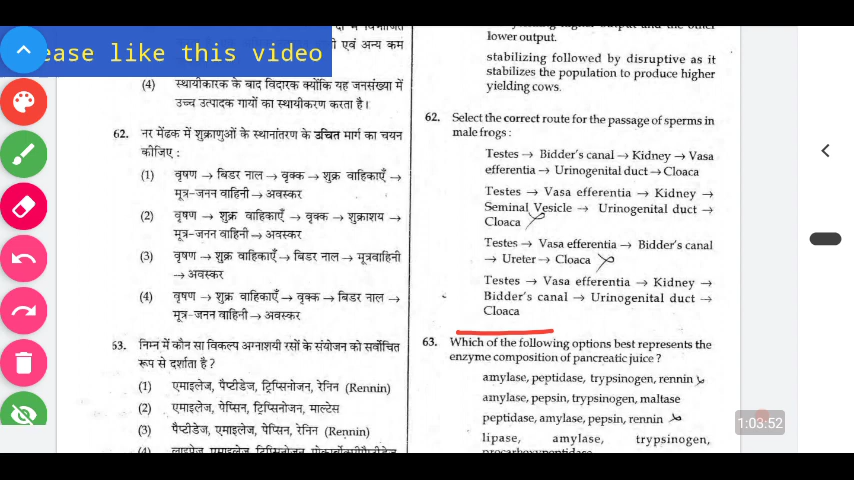 ease like this video
एवं अन्य कम
(4) स्थायीकारक के बाद विदारक क्योंकि यह जनसंख्या में
उच्च उत्पादक गायों का स्थायीकरण करता है।
62. नर मेंढक में शुक्राणुओं के स्थानांतरण के उचित मार्ग का चयन
कीजिए :
(1) वृषण → बिडर नाल → वृक्क → शुक्र वाहिकाएँ →
मूत्र-जनन वाहिनी → अवस्कर
(2) वृषण → शुक्र वाहिकाएँ → वृक्क → शुक्राशय →
मूत्र-जनन वाहिनी → अवस्कर
(3) वृषण → शुक्र वाहिकाएँ → बिडर नाल → मूत्रवाहिनी
→ अवस्कर
(4) वृषण → शुक्र वाहिकाएँ → वृक्क → बिडर नाल →
मूत्र-जनन वाहिनी → अवस्कर
63. निम्न में कौन सा विकल्प अग्नाशयी रसों के संयोजन को सर्वोचित
रूप से दर्शाता है ?
(1) एमाइलेज, पैप्टीडेज, ट्रिप्सिनोजन, रेनिन (Rennin)
(2) एमाइलेज, पेप्सिन, ट्रिप्सिनोजन, माल्टेस
(3) पैप्टीडेज, एमाइलेज, पेप्सिन, रेनिन (Rennin)
lower output.
stabilizing followed by disruptive as it
stabilizes the population to produce higher
yielding cows.
62. Select the correct route for the passage of sperms in
male frogs :
Testes → Bidder's canal → Kidney → Vasa
efferentia → Urinogenital duct → Cloaca
Testes → Vasa efferentia → Kidney →
Seminal Vesicle → Urinogenital duct →
Cloaca
Testes → Vasa efferentia → Bidder's canal
→ Ureter → Cloaca
Testes → Vasa efferentia → Kidney →
Bidder's canal → Urinogenital duct →
Cloaca
63. Which of the following options best represents the
enzyme composition of pancreatic juice ?
amylase, peptidase, trypsinogen, rennin
amylase, pepsin, trypsinogen, maltase
peptidase, amylase, pepsin, rennin
lipase, amylase, trypsinogen,
1:03:52